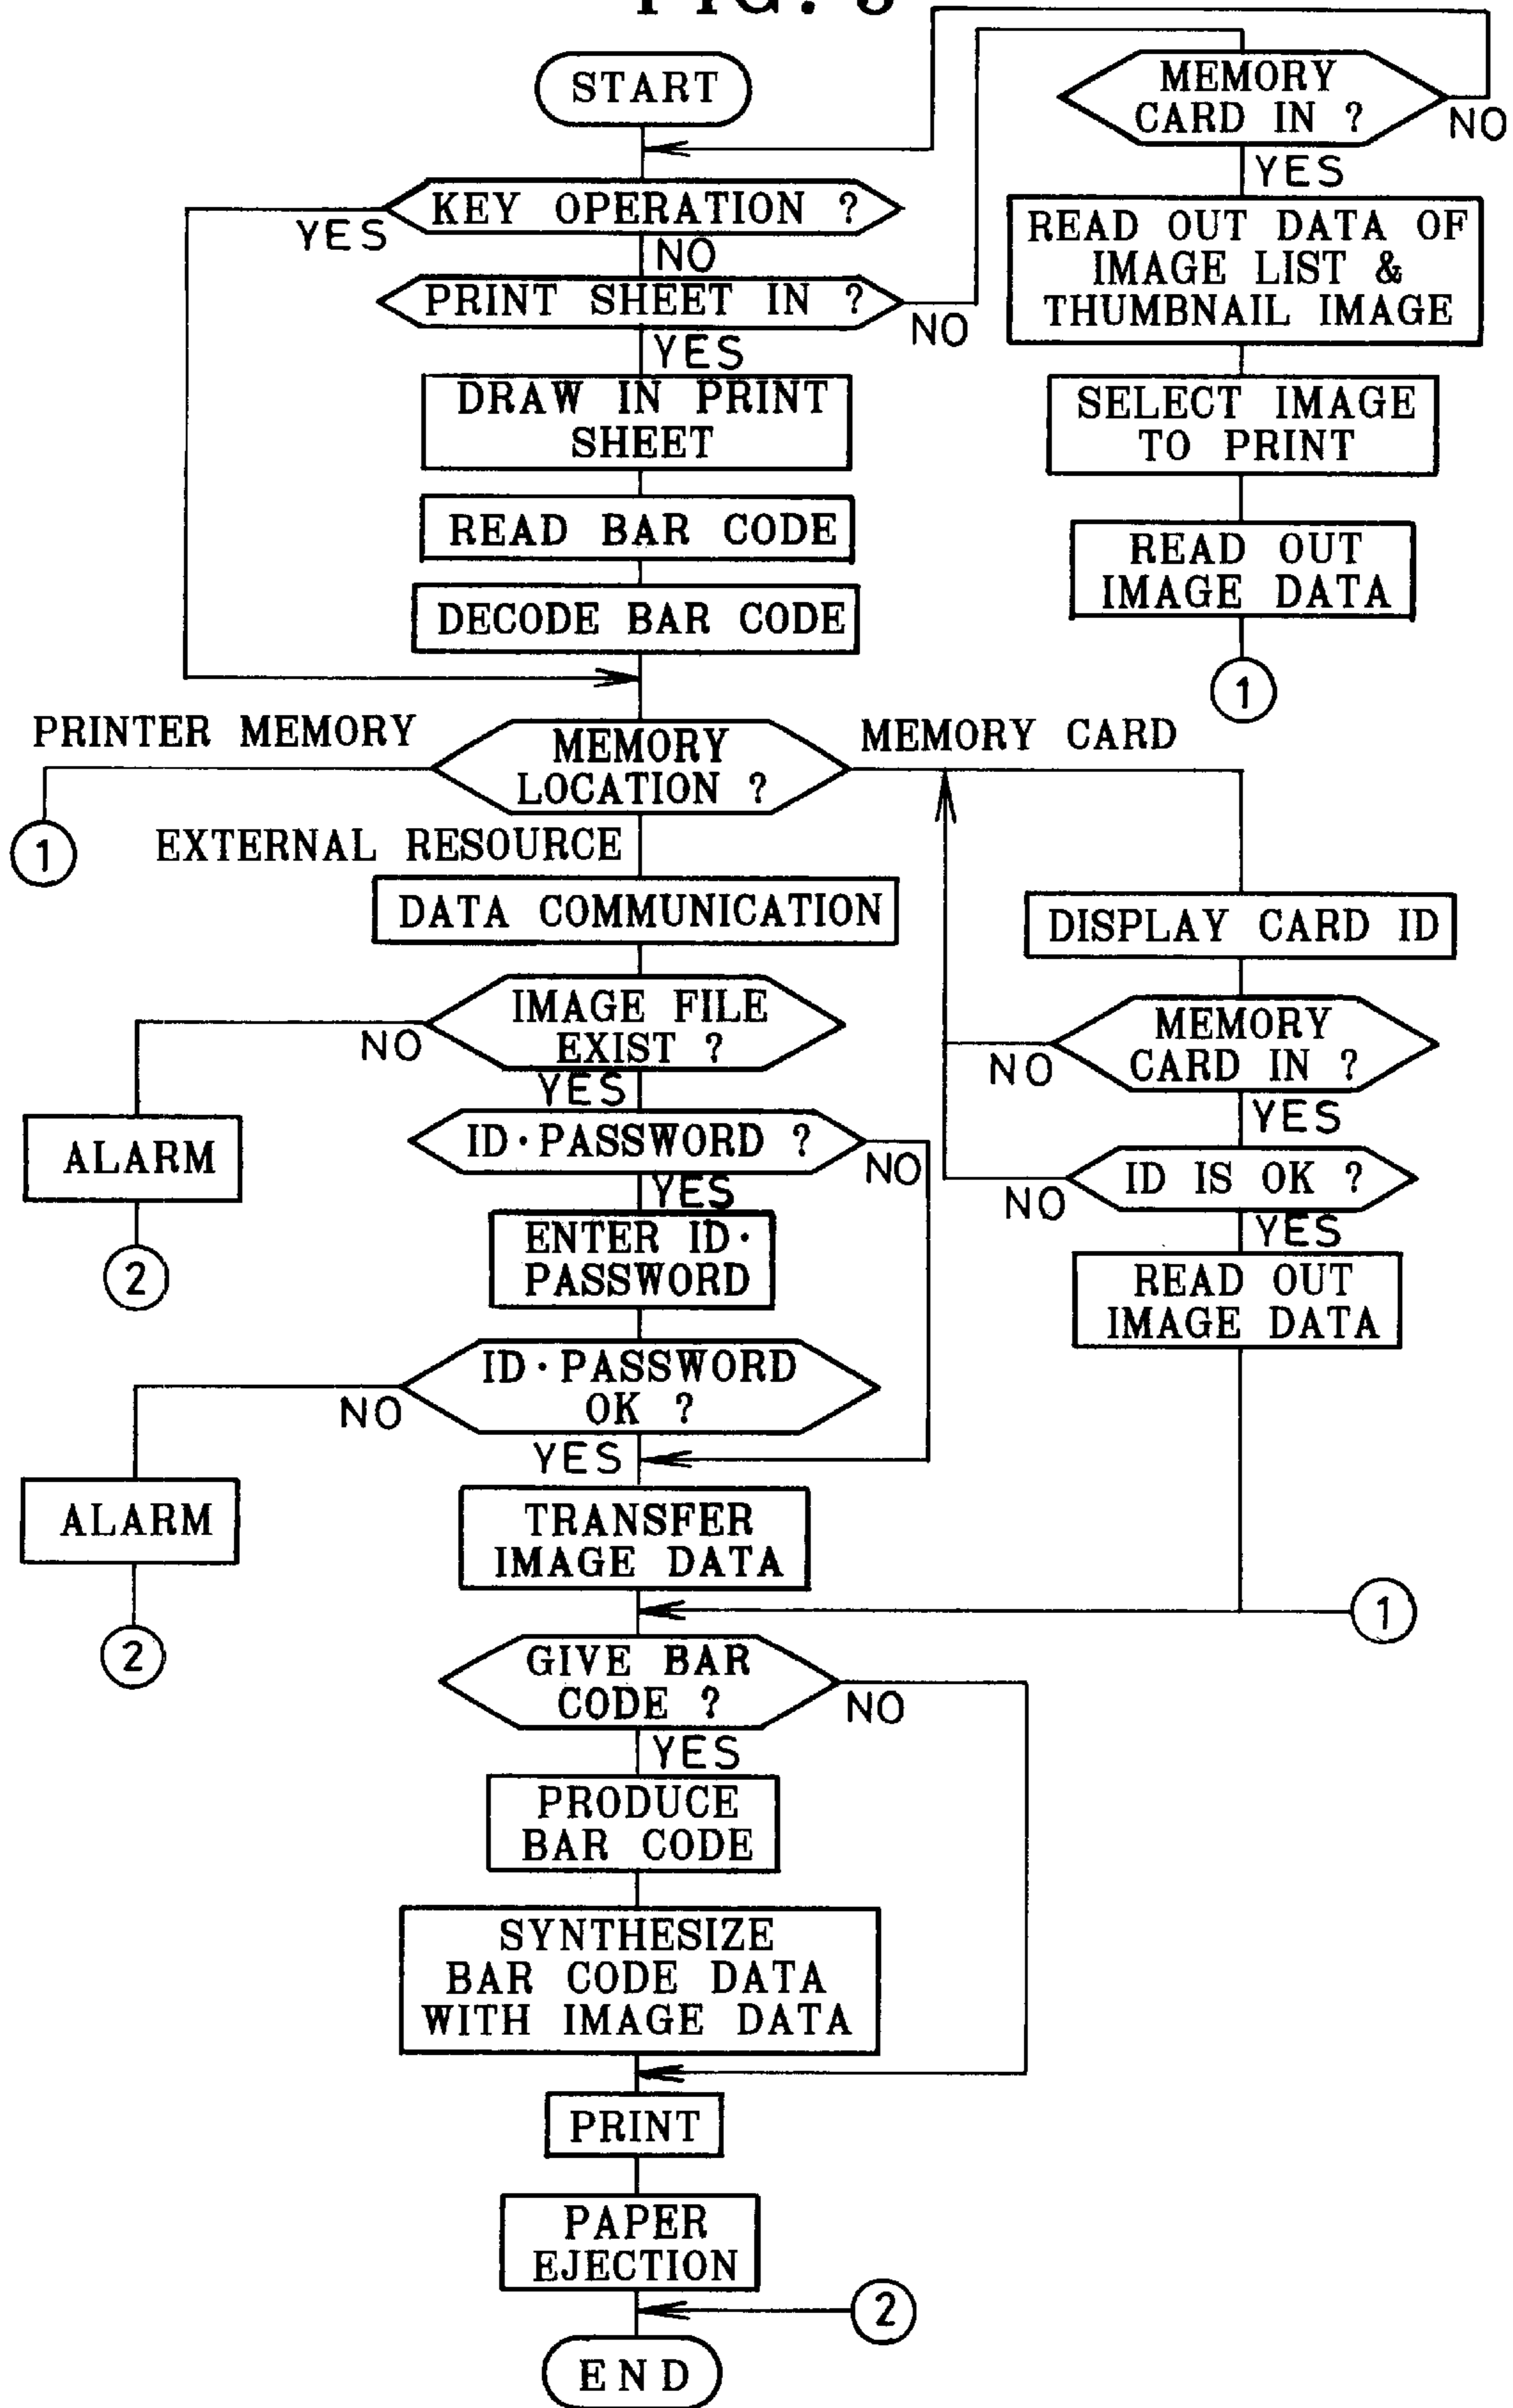 FIG.
START
KEY OPERATION ?
YES
NO
PRINT SHEET IN ?
NO
YES
DRAW IN PRINT
SHEET
READ BAR CODE
DECODE BAR CODE
MEMORY
CARD IN ?
NO
YES
READ OUT DATA OF
IMAGE LIST &
THUMBNAIL IMAGE
SELECT IMAGE
TO PRINT
READ OUT
IMAGE DATA
1
PRINTER MEMORY
MEMORY
LOCATION ?
MEMORY CARD
1
EXTERNAL RESOURCE
DATA COMMUNICATION
IMAGE FILE
EXIST ?
NO
YES
ALARM
2
ID·PASSWORD ?
NO
YES
ENTER ID·
PASSWORD
ID·PASSWORD
OK ?
NO
YES
ALARM
2
TRANSFER
IMAGE DATA
DISPLAY CARD ID
MEMORY
CARD IN ?
NO
YES
ID IS OK ?
NO
YES
READ OUT
IMAGE DATA
1
GIVE BAR
CODE ?
NO
YES
PRODUCE
BAR CODE
SYNTHESIZE
BAR CODE DATA
WITH IMAGE DATA
PRINT
PAPER
EJECTION
2
END